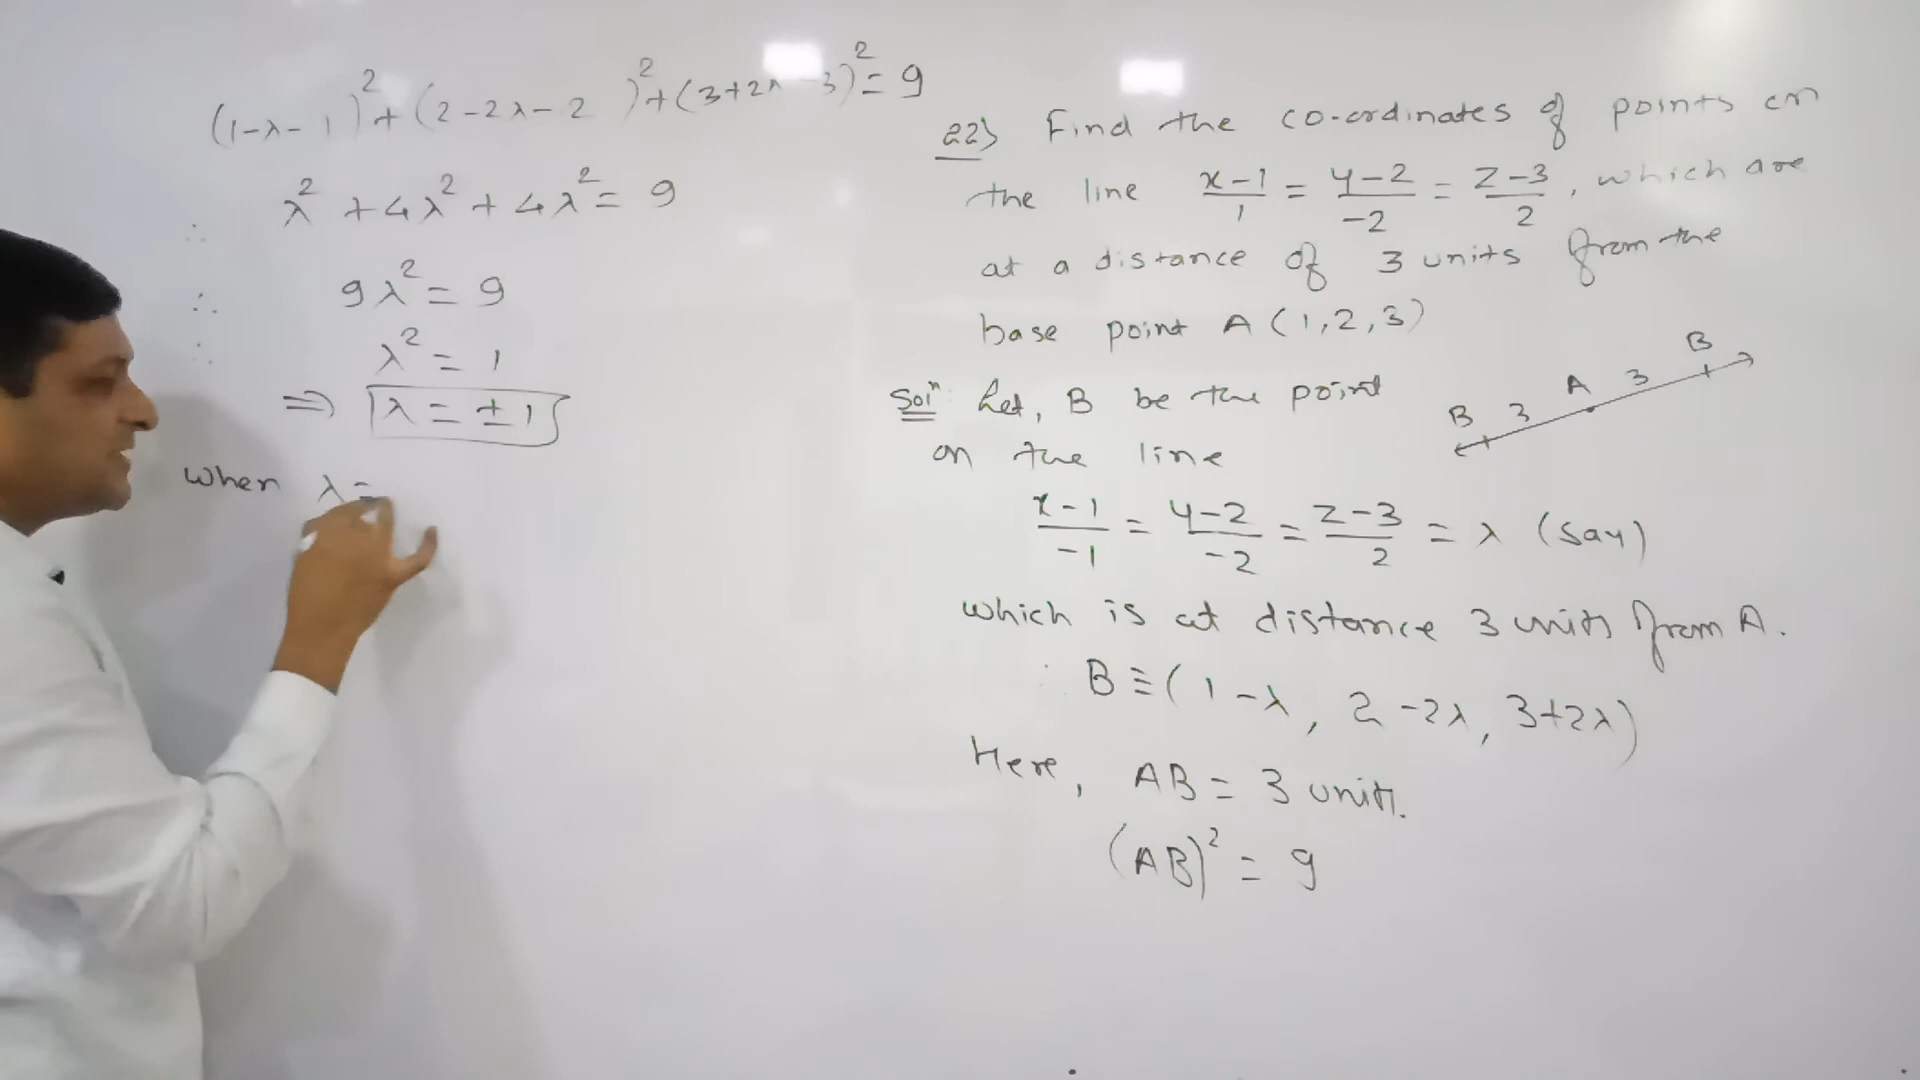 (1-λ-1)²+(2-2λ-2)²+(3+2λ-3)²=9
λ²+4λ²+4λ²=9
∴ 9λ²=9
∴ λ²=1
⇒ λ=±1
When λ=
22) Find the co-ordinates of points on
the line x-1/1 = y-2/-2 = z-3/2, which are
at a distance of 3 units from the
base point A(1,2,3)
B 3 A 3 B
Solⁿ: Let, B be the point
on the line
x-1/-1 = y-2/-2 = z-3/2 = λ (say)
which is at distance 3 units from A.
B≡(1-λ, 2-2λ, 3+2λ)
Here, AB = 3 units.
(AB)² = 9